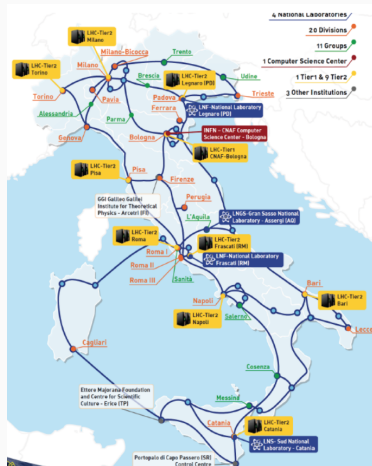 4 National Laboratories
20 Divisions
11 Groups
1 Computer Science Center
1 Tier1 & 9 Tier2
3 Other Institutions
LHC-Tier2
Milano
Milano-Bicocca
Trento
LHC-Tier2
Torino
Milano
LHC-Tier2
Legnaro (PD)
Brescia
Udine
Torino
Pavia
Padova
LNF-National Laboratory
Legnaro (PD)
Trieste
Ferrara
Alessandria
Parma
INFN - CNAF Computer
Science Center - Bologna
Genova
Bologna
LHC-Tier1
CNAF-Bologna
LHC-Tier2
Pisa
Pisa
Firenze
GGI Galileo Galilei
Institute for Theoretical
Physica - Arcetri (FI)
Perugia
L'Aquila
LNGS-Gran Sasso National
Laboratory - Assergi (AQ)
LHC-Tier2
Roma
LHC-Tier2
Frascati (RM)
Roma I
LNF-National Laboratory
Frascati (RM)
Roma II
Roma III
Sanità
Bari
Napoli
LHC-Tier2
Bari
LHC-Tier2
Napoli
Salerno
Lecce
Cagliari
Cosenza
Ettore Majorana Foundation
and Centre for Scientific
Culture - Erice (TP)
Messina
Catania
LHC-Tier2
Catania
LNS- Sud National
Laboratory - Catania
Portopalo di Capo Passero (SR)
Control Centre